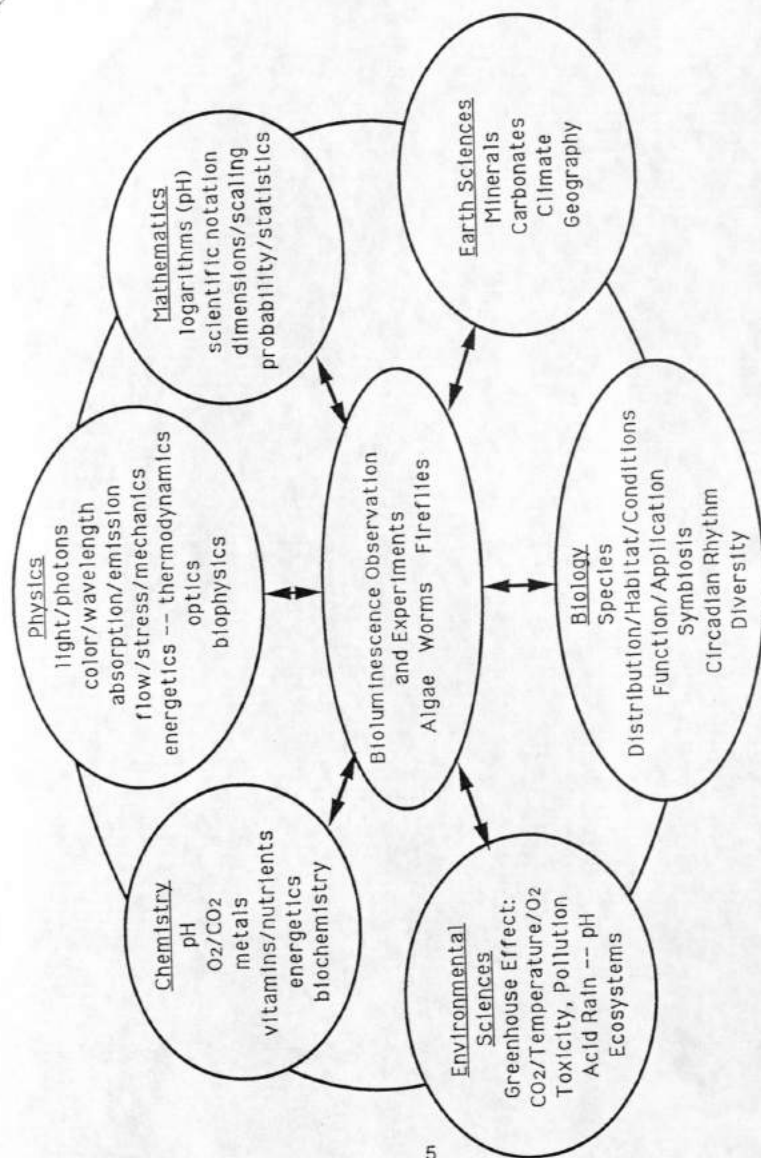 Physics
light/photons
color/wavelength
absorption/emission
flow/stress/mechanics
energetics -- thermodynamics
optics
biophysics
Chemistry
pH
O2/CO2
metals
vitamins/nutrients
energetics
biochemistry
Mathematics
logarithms (pH)
scientific notation
dimensions/scaling
probability/statistics
Bioluminescence Observation
and Experiments
Algae Worms Fireflies
Environmental
Sciences
Greenhouse Effect:
CO2/Temperature/O2
Toxicity, Pollution
Acid Rain -- pH
Ecosystems
Earth Sciences
Minerals
Carbonates
Climate
Geography
Biology
Species
Distribution/Habitat/Conditions
Function/Application
Symbiosis
Circadian Rhythm
Diversity
5